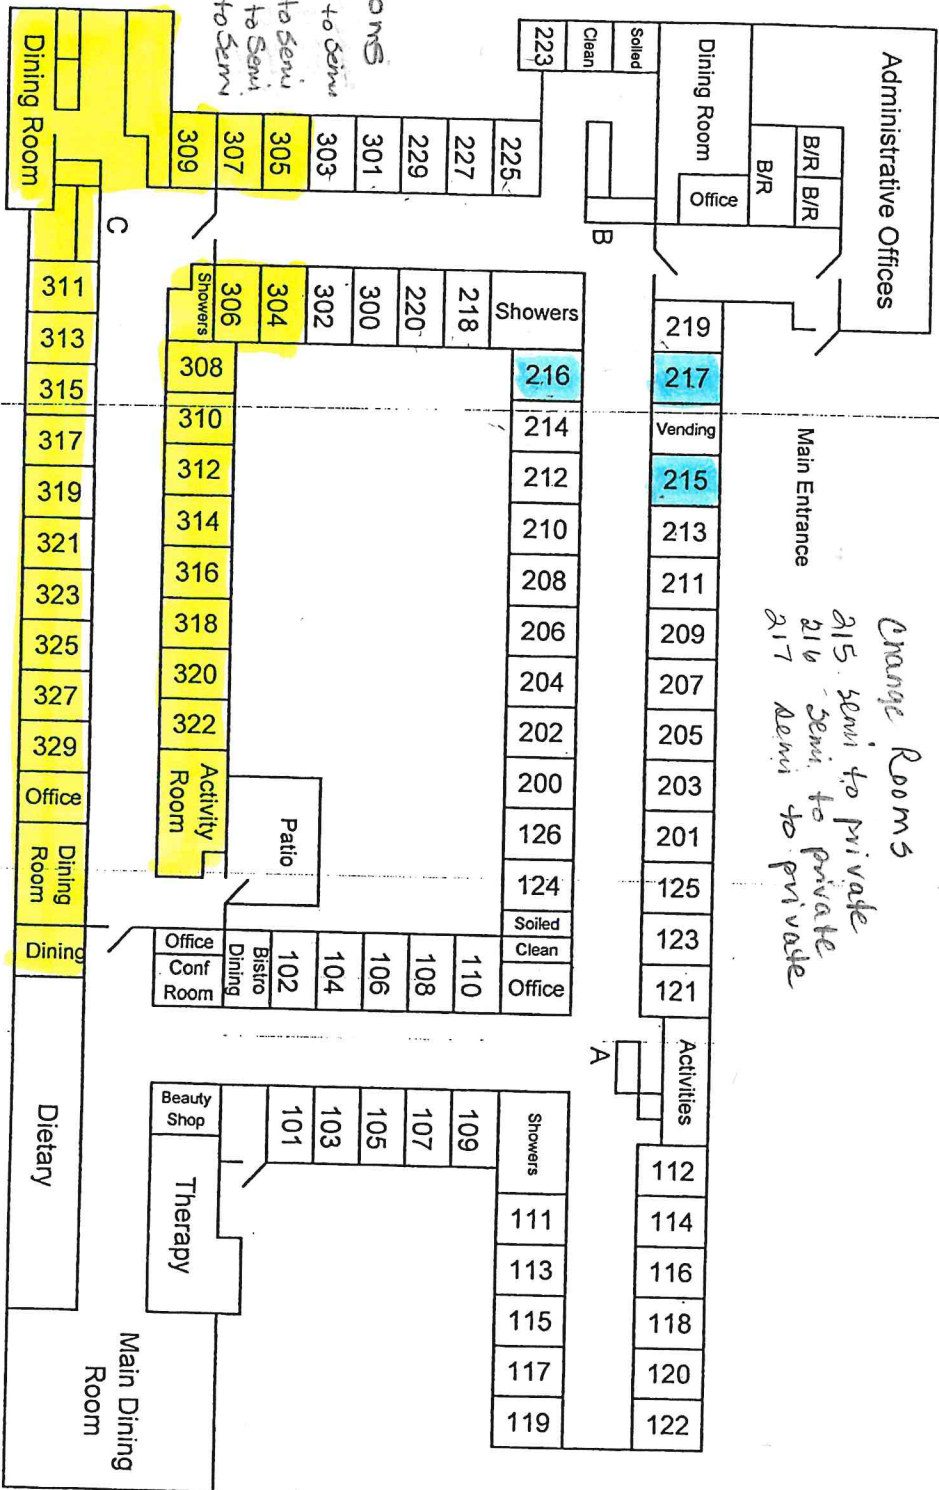 Administrative Offices
B/R
B/R
B/R
Dining Room
Office
Soiled
Clean
223
B
Main Entrance
Change Rooms
215 semi to private
216 - semi to private
217 semi to private
oms
to semi
to semi
to semi
to semi
225
227
229
301
303
305
307
309
Dining Room
C
219
217
Vending
215
213
211
209
207
205
203
201
125
123
121
Activities
112
114
116
118
120
122
A
Showers
216
214
212
210
208
206
204
202
200
126
124
Soiled
Clean
Office
218
220
300
302
304
306
Showers
308
310
312
314
316
318
320
322
Activity
Room
Patio
311
313
315
317
319
321
323
325
327
329
Office
Dining
Room
Dining
Dietary
Office
Conf
Room
Bistro
Dining
102
104
106
108
110
Showers
109
107
105
103
101
111
113
115
117
119
Beauty
Shop
Therapy
Main Dining
Room